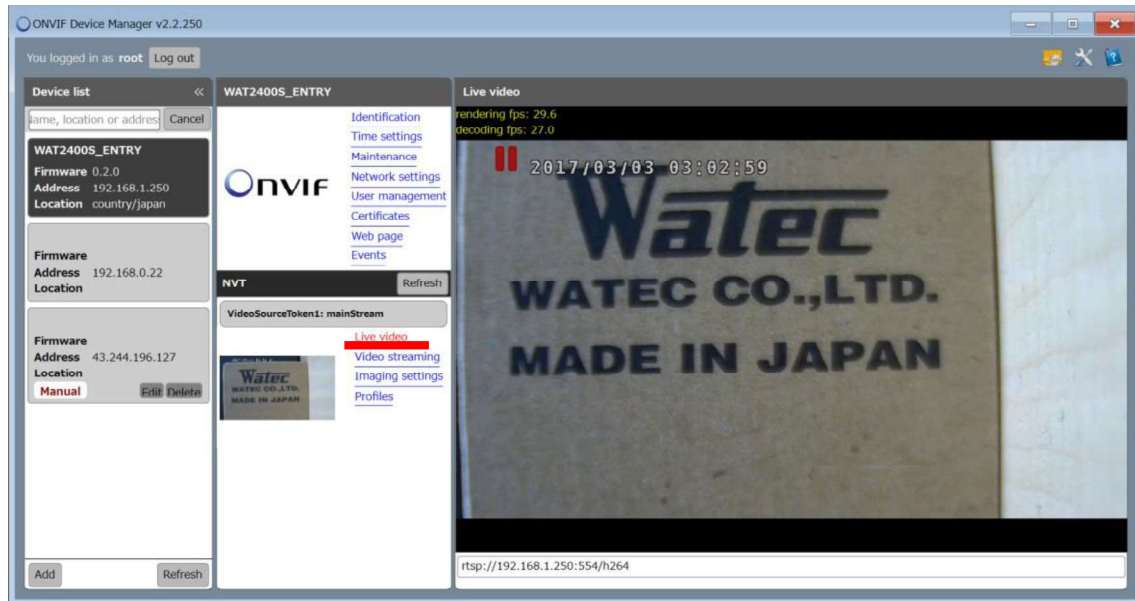 ONVIF Device Manager v2.2.250
You logged in as root Log out
Device list «
Name, location or address Cancel
WAT2400S_ENTRY
Firmware 0.2.0
Address 192.168.1.250
Location country/japan
Firmware
Address 192.168.0.22
Location
Firmware
Address 43.244.196.127
Location
Manual Edit Delete
Add Refresh
WAT2400S_ENTRY
ONVIF
Identification
Time settings
Maintenance
Network settings
User management
Certificates
Web page
Events
NVT Refresh
VideoSourceToken1: mainStream
Watec
WATEC CO.,LTD.
MADE IN JAPAN
Live video
Video streaming
Imaging settings
Profiles
Live video
rendering fps: 29.6
decoding fps: 27.0
2017/03/03 03:02:59
Watec
WATEC CO.,LTD.
MADE IN JAPAN
rtsp://192.168.1.250:554/h264